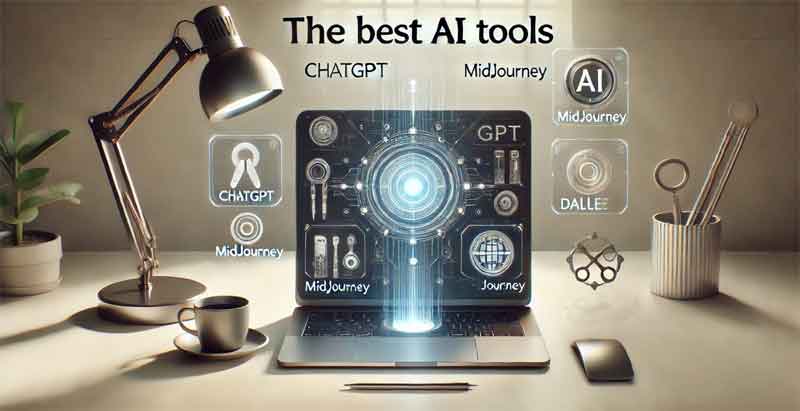 The best AI tools
CHATGPT
MidJourney
AI
MidJourney
GPT
CHATGPT
DALLE
MidJourney
MidJourney
Journey